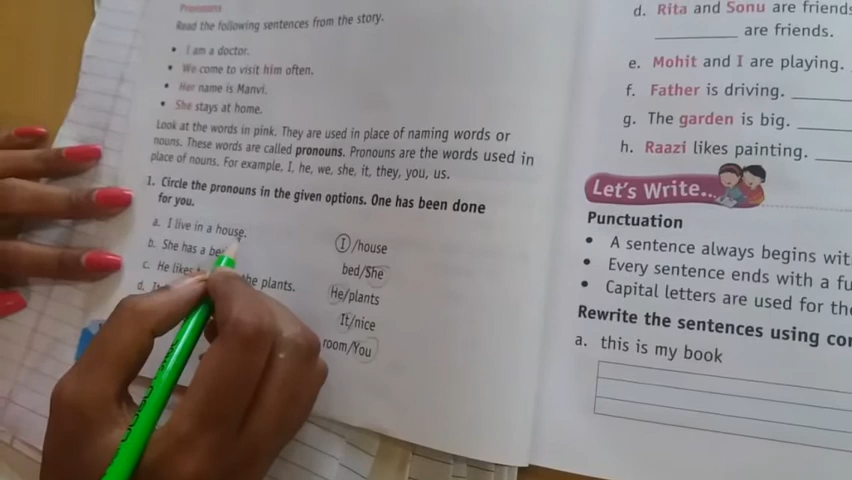 Pronouns
Read the following sentences from the story.
• I am a doctor.
• We come to visit him often.
• Her name is Manvi.
• She stays at home.
Look at the words in pink. They are used in place of naming words or
nouns. These words are called pronouns. Pronouns are the words used in
place of nouns. For example, I, he, we, she, it, they, you, us.
1. Circle the pronouns in the given options. One has been done
for you.
a. I live in a house. I/house
b. She has a bed/She
c. He likes the plants. He/plants
d. It/nice
room/You
d. Rita and Sonu are friends
________ are friends.
e. Mohit and I are playing.
f. Father is driving. ________
g. The garden is big. ________
h. Raazi likes painting. ________
Let's Write...
Punctuation
• A sentence always begins
• Every sentence ends with a
• Capital letters are used for
Rewrite the sentences using
a. this is my book